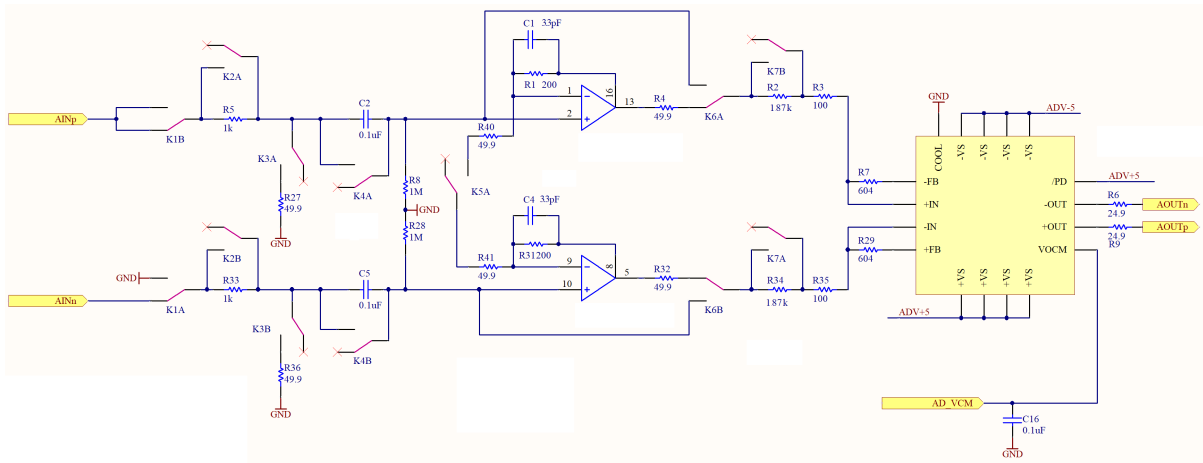 C1 33pF
R1 200
1
2
16
13
R4
49.9
K6A
K7B
R2
187k
R3
100
K2A
R5
1k
AINp
K1B
C2
0.1uF
K3A
K4A
R27
49.9
GND
R40
49.9
K5A
R8
1M
GND
R28
1M
C4 33pF
R31200
R41
49.9
9
10
8
5
R32
49.9
K6B
K7A
R34
187k
R35
100
K2B
R33
1k
GND
AINn
K1A
C5
0.1uF
K3B
K4B
R36
49.9
GND
R7
604
R29
604
GND
ADV-5
COOL
-VS
-VS
-VS
-VS
-FB
+IN
-IN
+FB
/PD
-OUT
+OUT
VOCM
+VS
+VS
+VS
+VS
ADV+5
ADV+5
R6
24.9
AOUTn
24.9
R9
AOUTp
AD_VCM
C16
0.1uF
GND